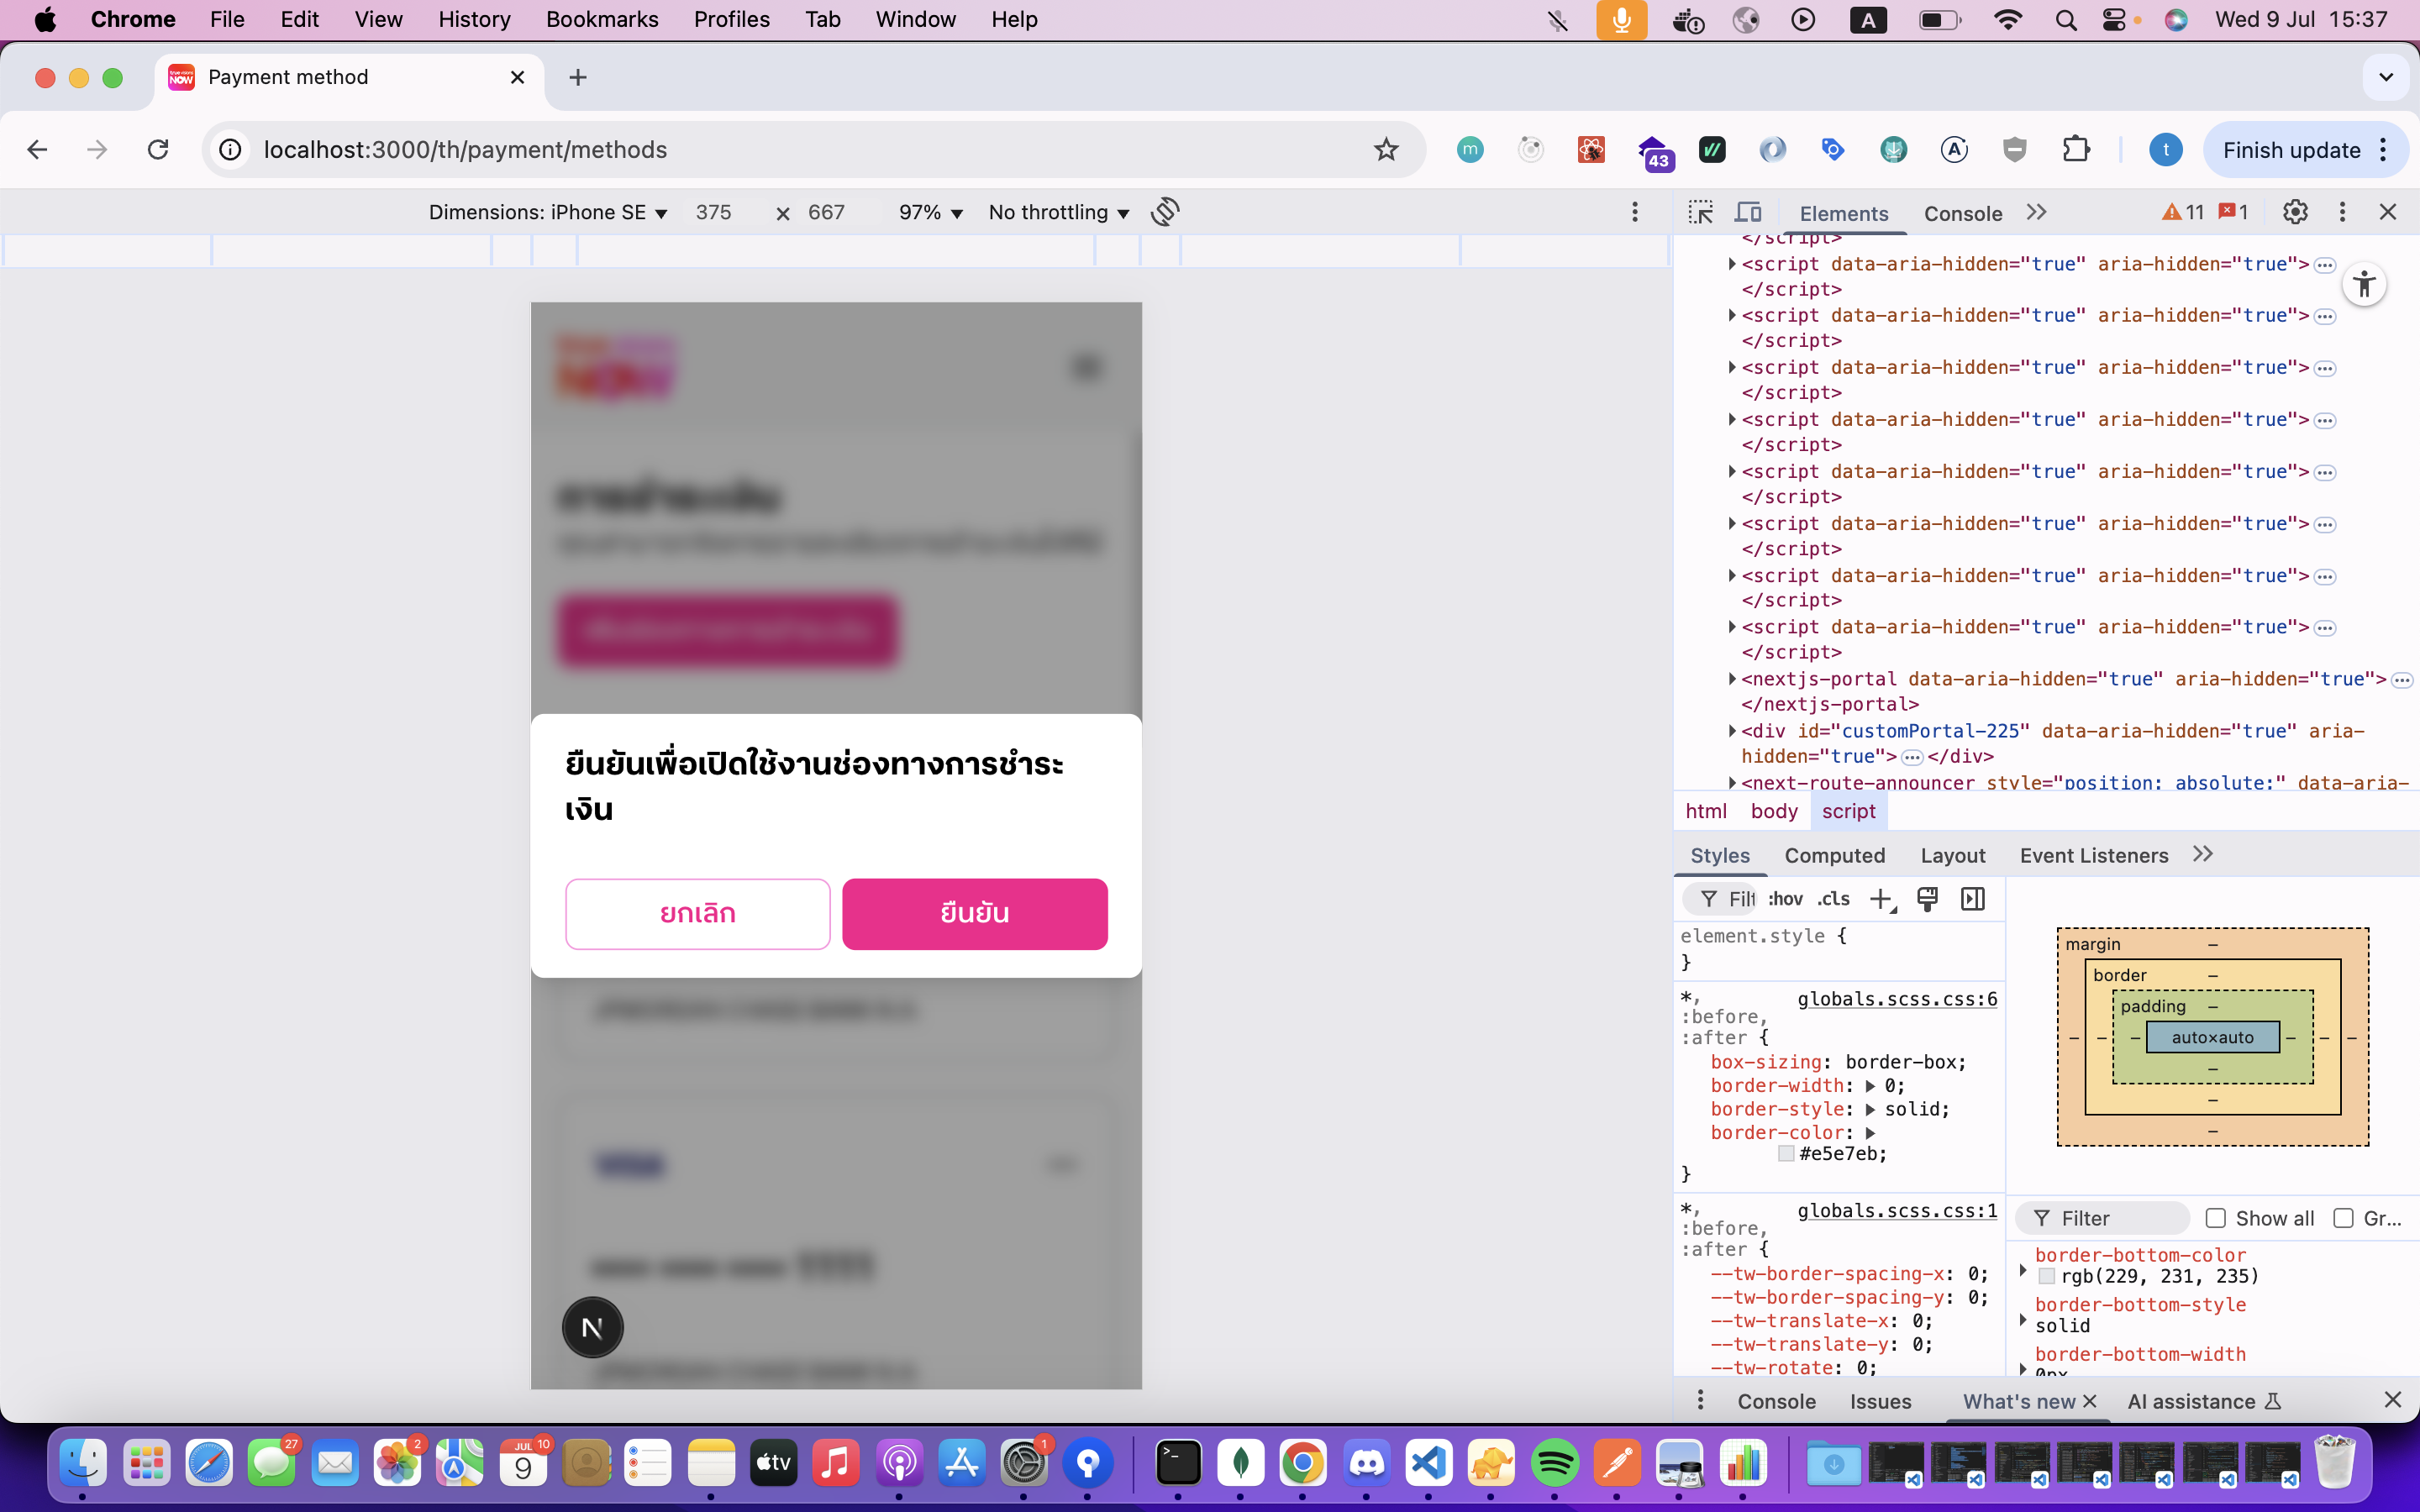 Chrome File Edit View History Bookmarks Profiles Tab Window Help A Wed 9 Jul 15:37
Payment method
localhost:3000/th/payment/methods m 43 A t Finish update
Dimensions: iPhone SE 375 × 667 97% No throttling
Elements Console 11 1
</script>
<script data-aria-hidden="true" aria-hidden="true">
</script>
<script data-aria-hidden="true" aria-hidden="true">
</script>
<script data-aria-hidden="true" aria-hidden="true">
</script>
<script data-aria-hidden="true" aria-hidden="true">
</script>
<script data-aria-hidden="true" aria-hidden="true">
</script>
<script data-aria-hidden="true" aria-hidden="true">
</script>
<script data-aria-hidden="true" aria-hidden="true">
</script>
<script data-aria-hidden="true" aria-hidden="true">
</script>
<nextjs-portal data-aria-hidden="true" aria-hidden="true">
</nextjs-portal>
<div id="customPortal-225" data-aria-hidden="true" aria-
hidden="true"> </div>
<next-route-announcer style="position: absolute;" data-aria-
html body script
Styles Computed Layout Event Listeners
Filt :hov .cls
element.style {
}
*, globals.scss.css:6
:before,
:after {
box-sizing: border-box;
border-width: 0;
border-style: solid;
border-color:
#e5e7eb;
}
*, globals.scss.css:1
:before,
:after {
--tw-border-spacing-x: 0;
--tw-border-spacing-y: 0;
--tw-translate-x: 0;
--tw-translate-y: 0;
--tw-rotate: 0;
margin –
border –
padding –
– – – auto×auto – – –
–
–
–
Filter Show all Gr...
border-bottom-color
rgb(229, 231, 235)
border-bottom-style
solid
border-bottom-width
0px
Console Issues What's new AI assistance
NOW
การชำระเงิน
ยืนยันเพื่อเปิดใช้งานช่องทางการชำระ
เงิน
ยกเลิก ยืนยัน
VISA
N
27 2 JUL 10 9 tv 1